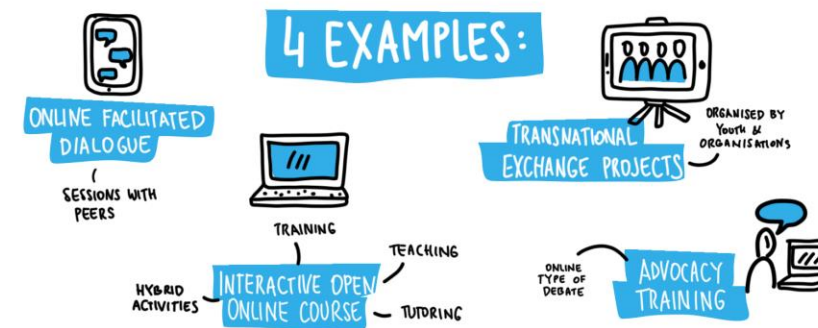 4 EXAMPLES:
ONLINE FACILITATED
DIALOGUE
SESSIONS WITH
PEERS
TRAINING
TEACHING
HYBRID
ACTIVITIES
INTERACTIVE OPEN
ONLINE COURSE
TUTORING
TRANSNATIONAL
EXCHANGE PROJECTS
ORGANISED BY
YOUTH &
ORGANISATIONS
ONLINE
TYPE OF
DEBATE
ADVOCACY
TRAINING